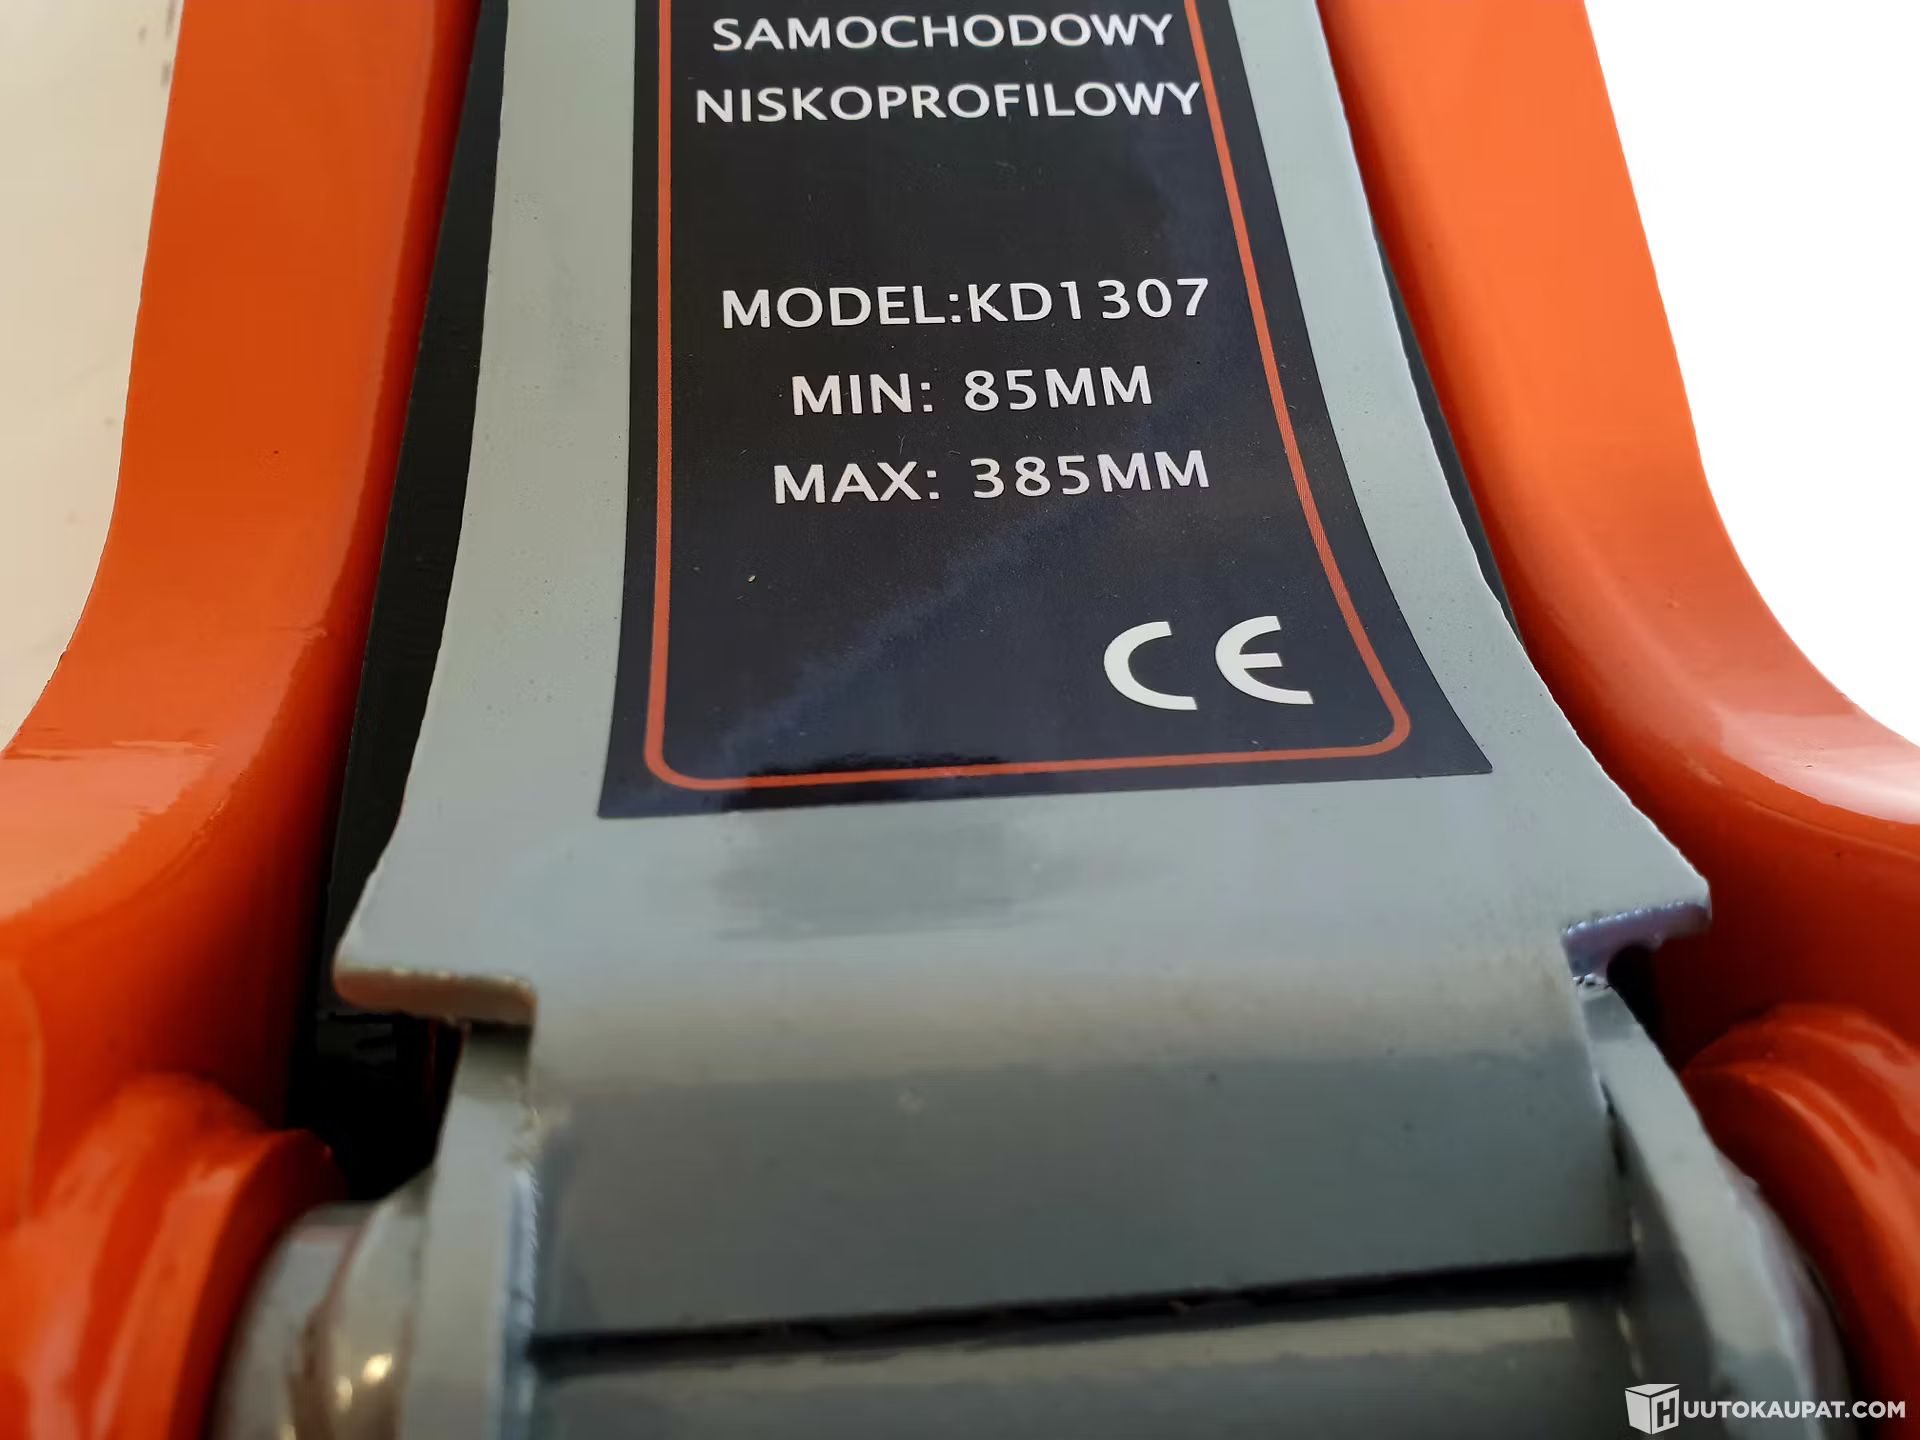 SAMOCHODOWY
NISKOPROFILOWY
MODEL:KD1307
MIN: 85MM
MAX: 385MM
CE
HUUTOKAUPAT.COM